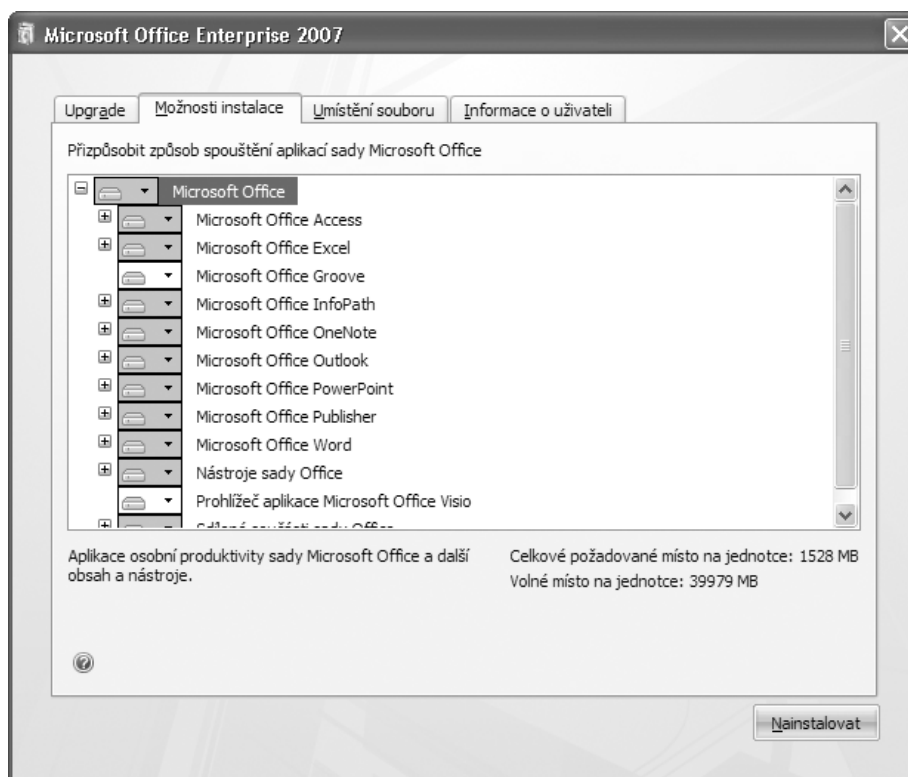 Microsoft Office Enterprise 2007
Upgrade Možnosti instalace Umístění souboru Informace o uživateli
Přizpůsobit způsob spouštění aplikací sady Microsoft Office
Microsoft Office
Microsoft Office Access
Microsoft Office Excel
Microsoft Office Groove
Microsoft Office InfoPath
Microsoft Office OneNote
Microsoft Office Outlook
Microsoft Office PowerPoint
Microsoft Office Publisher
Microsoft Office Word
Nástroje sady Office
Prohlížeč aplikace Microsoft Office Visio
Sdílené součásti sady Office
Aplikace osobní produktivity sady Microsoft Office a další
obsah a nástroje.
Celkové požadované místo na jednotce: 1528 MB
Volné místo na jednotce: 39979 MB
Nainstalovat